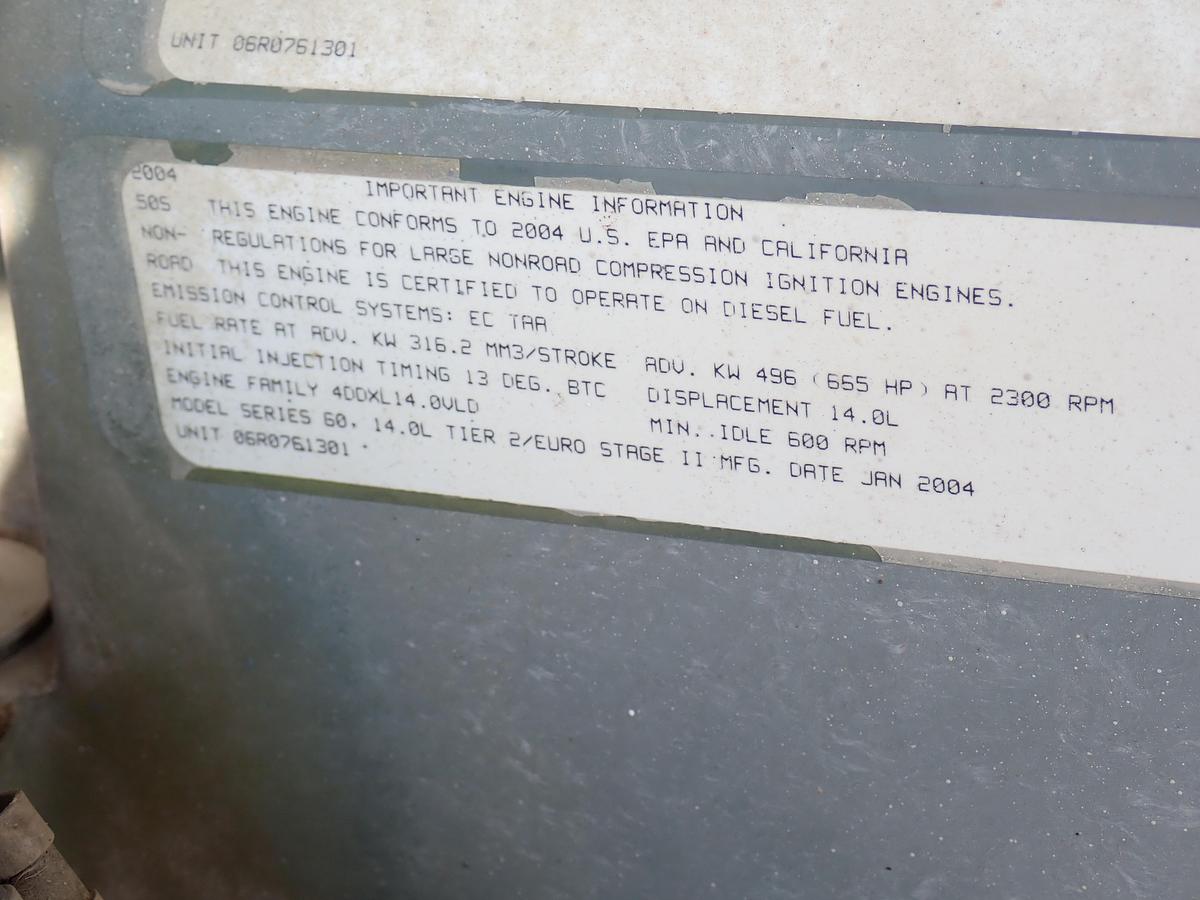 UNIT 06R0761301
2004
IMPORTANT ENGINE INFORMATION
505 THIS ENGINE CONFORMS TO 2004 U.S. EPA AND CALIFORNIA
NON- REGULATIONS FOR LARGE NONROAD COMPRESSION IGNITION ENGINES.
ROAD THIS ENGINE IS CERTIFIED TO OPERATE ON DIESEL FUEL.
EMISSION CONTROL SYSTEMS: EC TAA
FUEL RATE AT ADV. KW 316.2 MM3/STROKE ADV. KW 496 (665 HP) AT 2300 RPM
INITIAL INJECTION TIMING 13 DEG. BTC DISPLACEMENT 14.0L
ENGINE FAMILY 4DDXL14.0VLD MIN. IDLE 600 RPM
MODEL SERIES 60, 14.0L TIER 2/EURO STAGE II MFG. DATE JAN 2004
UNIT 06R0761301